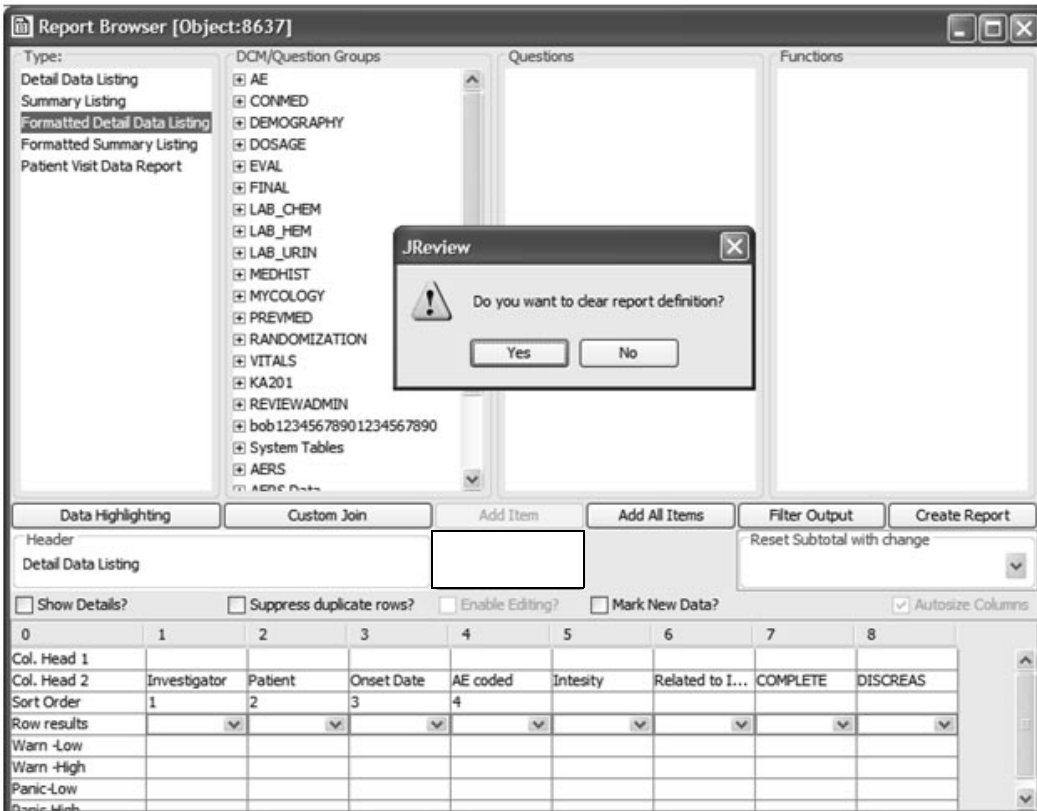 Report Browser [Object:8637]
Type:
Detail Data Listing
Summary Listing
Formatted Detail Data Listing
Formatted Summary Listing
Patient Visit Data Report
DCM/Question Groups
AE
CONMED
DEMOGRAPHY
DOSAGE
EVAL
FINAL
LAB_CHEM
LAB_HEM
LAB_URIN
MEDHIST
MYCOLOGY
PREVMED
RANDOMIZATION
VITALS
KA201
REVIEWADMIN
bob12345678901234567890
System Tables
AERS
AERS Data
Questions
Functions
JReview
Do you want to clear report definition?
Yes No
Data Highlighting Custom Join Add Item Add All Items Filter Output Create Report
Header
Detail Data Listing
Reset Subtotal with change
Show Details? Suppress duplicate rows? Enable Editing? Mark New Data? Autosize Columns
0 1 2 3 4 5 6 7 8
Col. Head 1
Col. Head 2 Investigator Patient Onset Date AE coded Intesity Related to I... COMPLETE DISCREAS
Sort Order 1 2 3 4
Row results
Warn -Low
Warn -High
Panic-Low
Panic-High